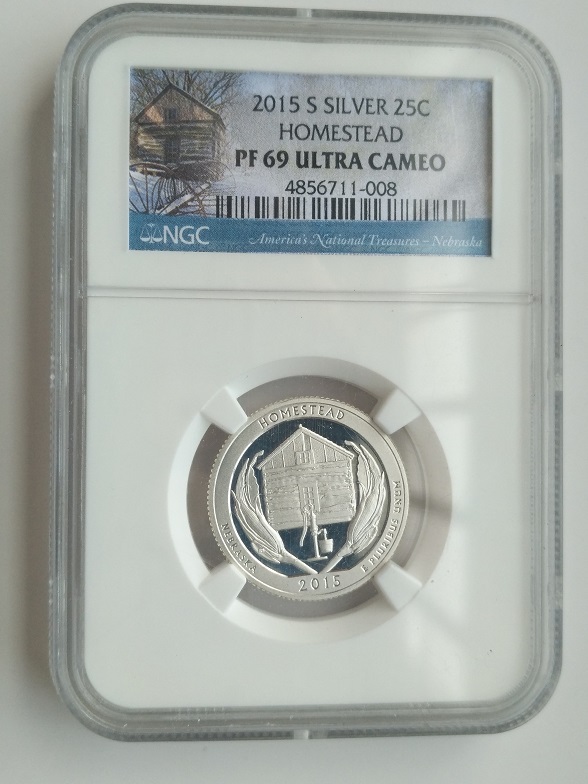 2015 S SILVER 25C
HOMESTEAD
PF 69 ULTRA CAMEO
4856711-008
NGC
America's National Treasures – Nebraska
HOMESTEAD
NEBRASKA
2015
E PLURIBUS UNUM